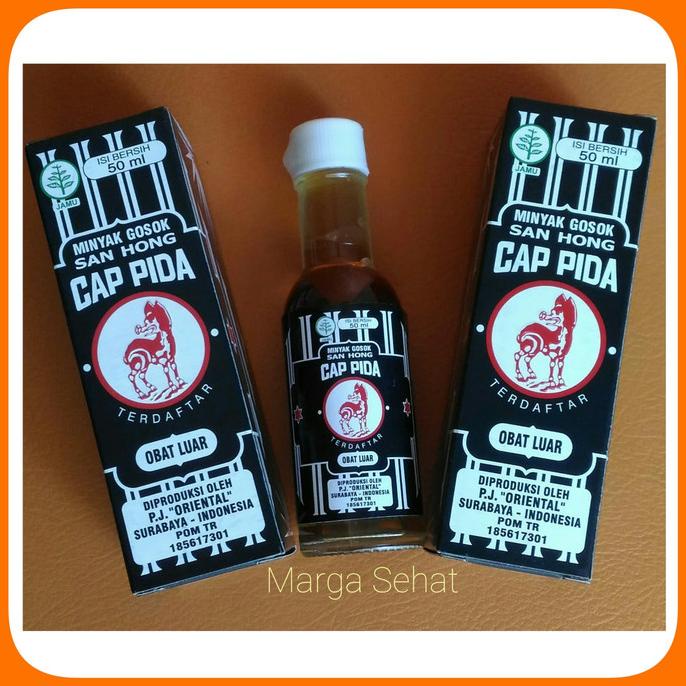 ISI BERSIH
50 ml
JAMU
MINYAK GOSOK
SAN HONG
CAP PIDA
TERDAFTAR
OBAT LUAR
DIPRODUKSI OLEH
P.J. "ORIENTAL"
SURABAYA - INDONESIA
POM TR
185617301
ISI BERSIH
50 ml
MINYAK GOSOK
SAN HONG
CAP PIDA
TERDAFTAR
OBAT LUAR
DIPRODUKSI OLEH
P.J. "ORIENTAL"
SURABAYA - INDONESIA
POM TR
185617301
ISI BERSIH
50 ml
JAMU
MINYAK GOSOK
SAN HONG
CAP PIDA
TERDAFTAR
OBAT LUAR
DIPRODUKSI OLEH
P.J. "ORIENTAL"
SURABAYA - INDONESIA
POM TR
185617301
Marga Sehat